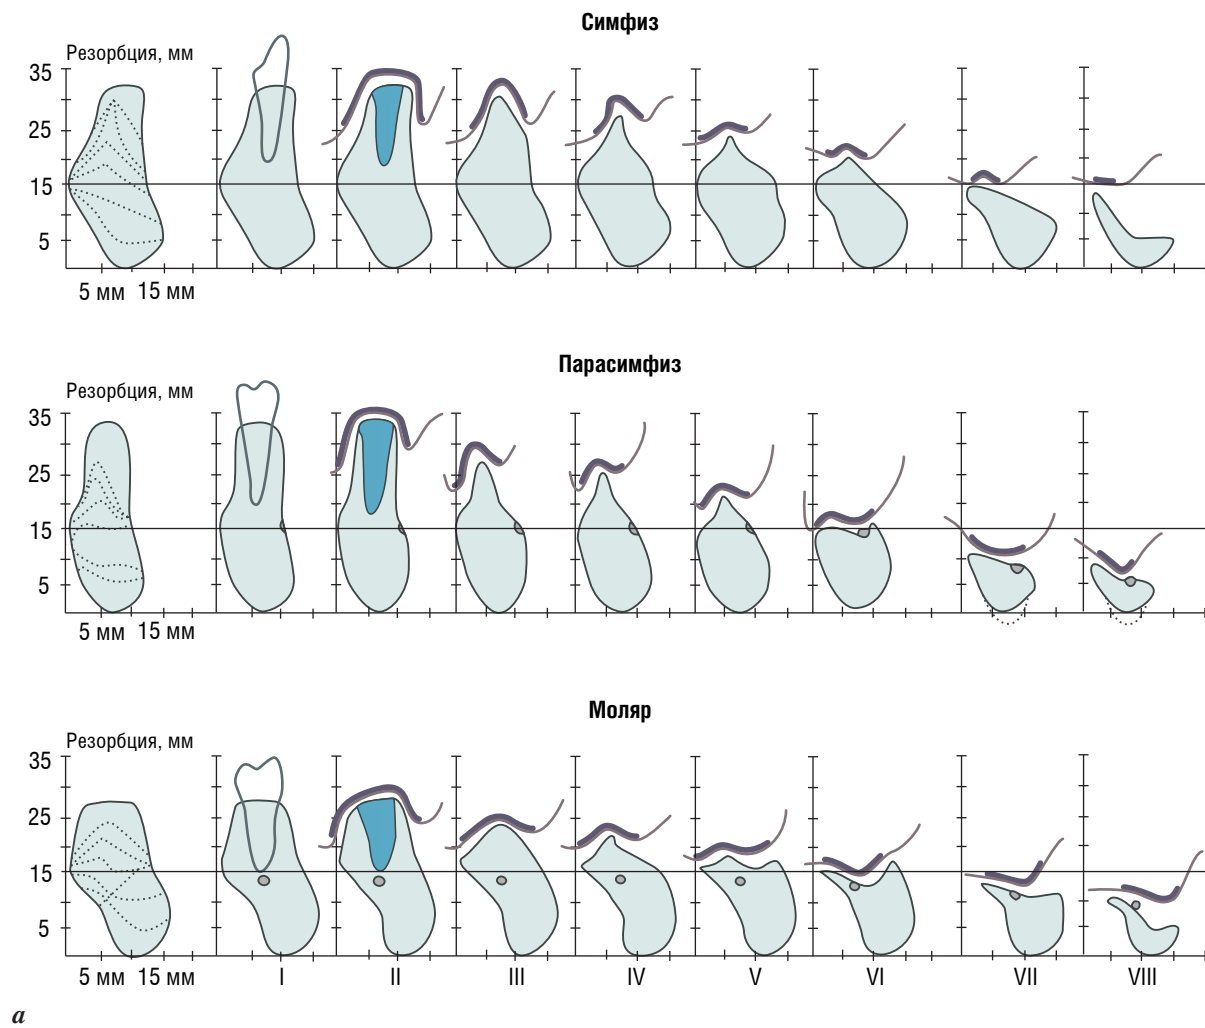 Симфиз
Резорбция, мм
35
25
15
5
5 мм 15 мм
Парасимфиз
Резорбция, мм
35
25
15
5
5 мм 15 мм
Моляр
Резорбция, мм
35
25
15
5
5 мм 15 мм I II III IV V VI VII VIII
а